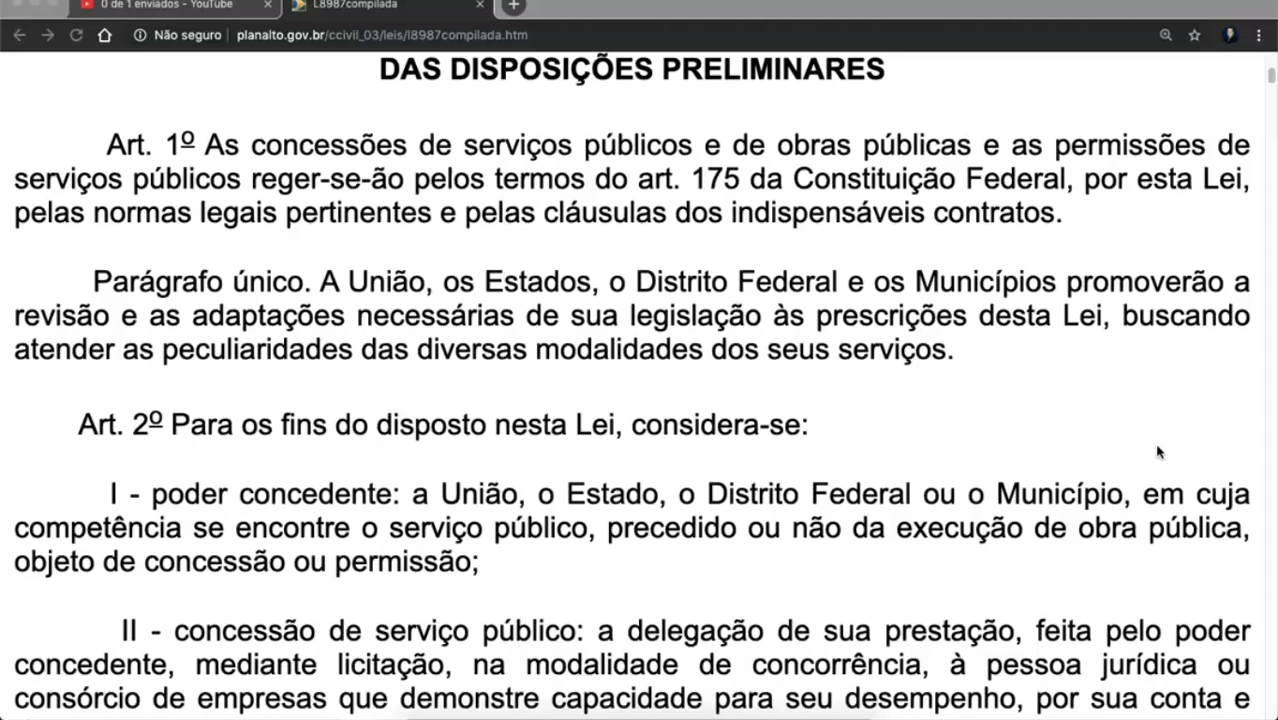 0 de 1 enviados - YouTube
L8987compilada
Não seguro | planalto.gov.br/ccivil_03/leis/l8987compilada.htm
DAS DISPOSIÇÕES PRELIMINARES
Art. 1º As concessões de serviços públicos e de obras públicas e as permissões de
serviços públicos reger-se-ão pelos termos do art. 175 da Constituição Federal, por esta Lei,
pelas normas legais pertinentes e pelas cláusulas dos indispensáveis contratos.
Parágrafo único. A União, os Estados, o Distrito Federal e os Municípios promoverão a
revisão e as adaptações necessárias de sua legislação às prescrições desta Lei, buscando
atender as peculiaridades das diversas modalidades dos seus serviços.
Art. 2º Para os fins do disposto nesta Lei, considera-se:
I - poder concedente: a União, o Estado, o Distrito Federal ou o Município, em cuja
competência se encontre o serviço público, precedido ou não da execução de obra pública,
objeto de concessão ou permissão;
II - concessão de serviço público: a delegação de sua prestação, feita pelo poder
concedente, mediante licitação, na modalidade de concorrência, à pessoa jurídica ou
consórcio de empresas que demonstre capacidade para seu desempenho, por sua conta e